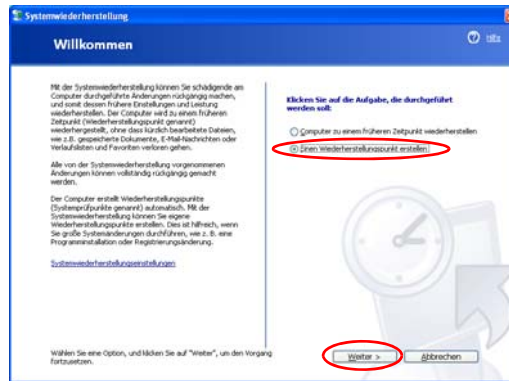 Systemwiederherstellung
Willkommen
Hilfe
Mit der Systemwiederherstellung können Sie schädigende am
Computer durchgeführte Änderungen rückgängig machen,
und somit dessen frühere Einstellungen und Leistung
wiederherstellen. Der Computer wird zu einem früheren
Zeitpunkt (Wiederherstellungspunkt genannt)
wiederhergestellt, ohne dass kürzlich bearbeitete Dateien,
wie z.B. gespeicherte Dokumente, E-Mail-Nachrichten oder
Verlaufslisten und Favoriten verloren gehen.
Alle von der Systemwiederherstellung vorgenommenen
Änderungen können vollständig rückgängig gemacht
werden.
Der Computer erstellt Wiederherstellungspunkte
(Systemprüfpunkte genannt) automatisch. Mit der
Systemwiederherstellung können Sie eigene
Wiederherstellungspunkte erstellen. Dies ist hilfreich, wenn
Sie große Systemänderungen durchführen, wie z. B. eine
Programminstallation oder Registrierungsänderung.
Systemwiederherstellungseinstellungen
Klicken Sie auf die Aufgabe, die durchgeführt
werden soll:
Computer zu einem früheren Zeitpunkt wiederherstellen
Einen Wiederherstellungspunkt erstellen
Wählen Sie eine Option, und klicken Sie auf "Weiter", um den Vorgang
fortzusetzen.
Weiter >
Abbrechen